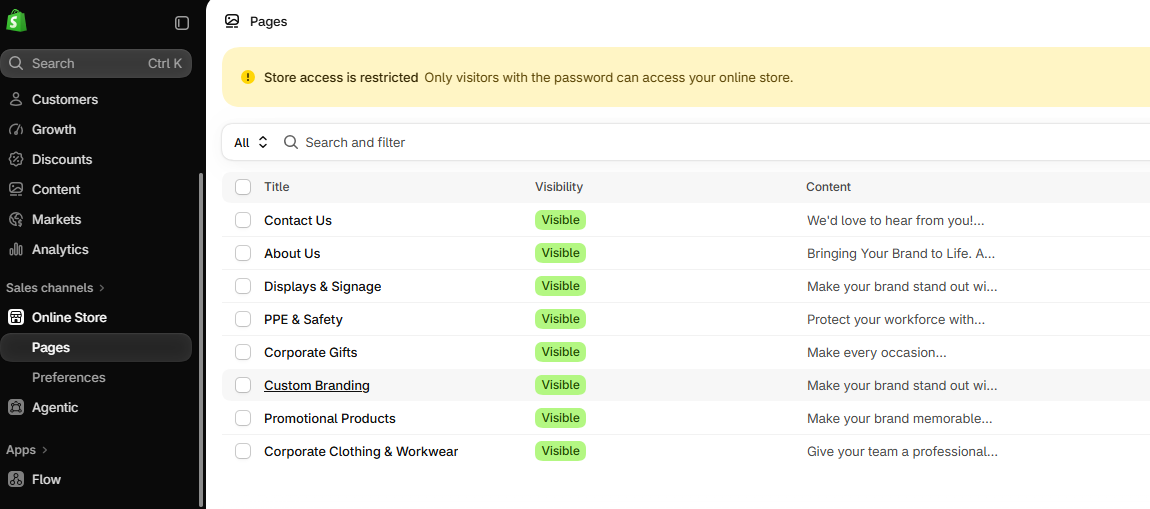 Pages
Search Ctrl K
Store access is restricted Only visitors with the password can access your online store.
Customers
Growth
Discounts
Content
Markets
Analytics
Sales channels
Online Store
Pages
Preferences
Agentic
Apps
Flow
All Search and filter
Title Visibility Content
Contact Us Visible We'd love to hear from you!...
About Us Visible Bringing Your Brand to Life. A...
Displays & Signage Visible Make your brand stand out wi...
PPE & Safety Visible Protect your workforce with...
Corporate Gifts Visible Make every occasion...
Custom Branding Visible Make your brand stand out wi...
Promotional Products Visible Make your brand memorable...
Corporate Clothing & Workwear Visible Give your team a professional...